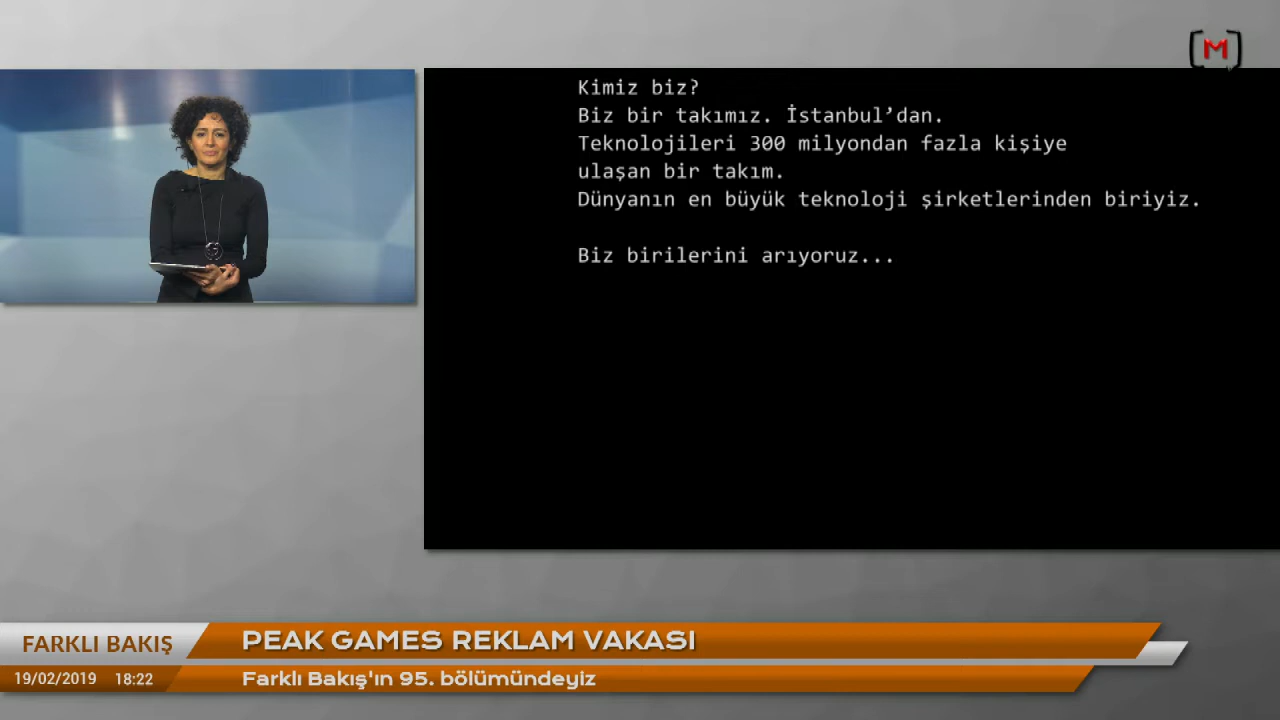 Kimiz biz?
Biz bir takımız. İstanbul’dan.
Teknolojileri 300 milyondan fazla kişiye
ulaşan bir takım.
Dünyanın en büyük teknoloji şirketlerinden biriyiz.
Biz birilerini arıyoruz...
[M]
FARKLI BAKIŞ
PEAK GAMES REKLAM VAKASI
19/02/2019 18:22
Farklı Bakış'ın 95. bölümündeyiz